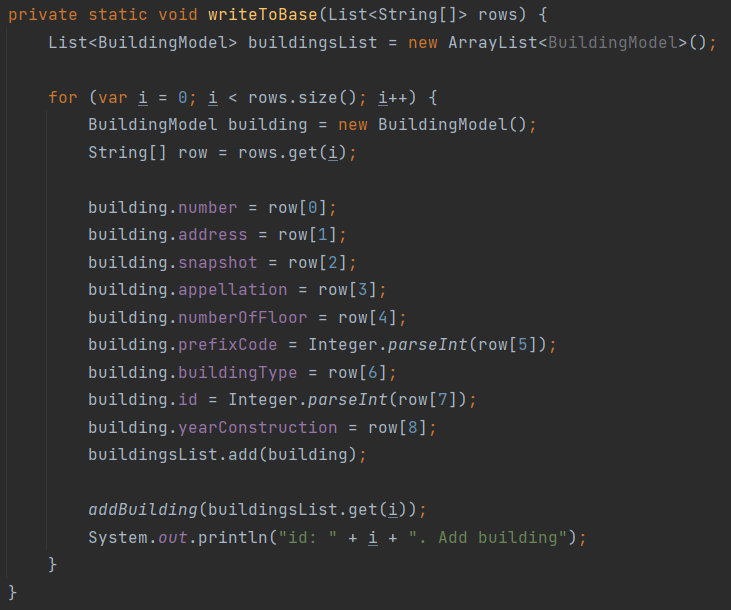 private static void writeToBase(List<String[]> rows) {
    List<BuildingModel> buildingsList = new ArrayList<BuildingModel>();

    for (var i = 0; i < rows.size(); i++) {
        BuildingModel building = new BuildingModel();
        String[] row = rows.get(i);

        building.number = row[0];
        building.address = row[1];
        building.snapshot = row[2];
        building.appellation = row[3];
        building.numberOfFloor = row[4];
        building.prefixCode = Integer.parseInt(row[5]);
        building.buildingType = row[6];
        building.id = Integer.parseInt(row[7]);
        building.yearConstruction = row[8];
        buildingsList.add(building);

        addBuilding(buildingsList.get(i));
        System.out.println("id: " + i + ". Add building");
    }
}